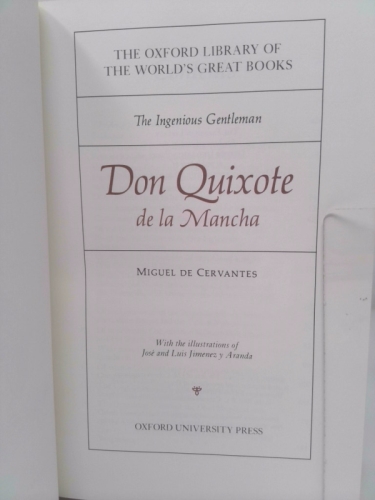 THE OXFORD LIBRARY OF
THE WORLD'S GREAT BOOKS
The Ingenious Gentleman
Don Quixote
de la Mancha
MIGUEL DE CERVANTES
With the illustrations of
José and Luis Jimenez y Aranda
OXFORD UNIVERSITY PRESS